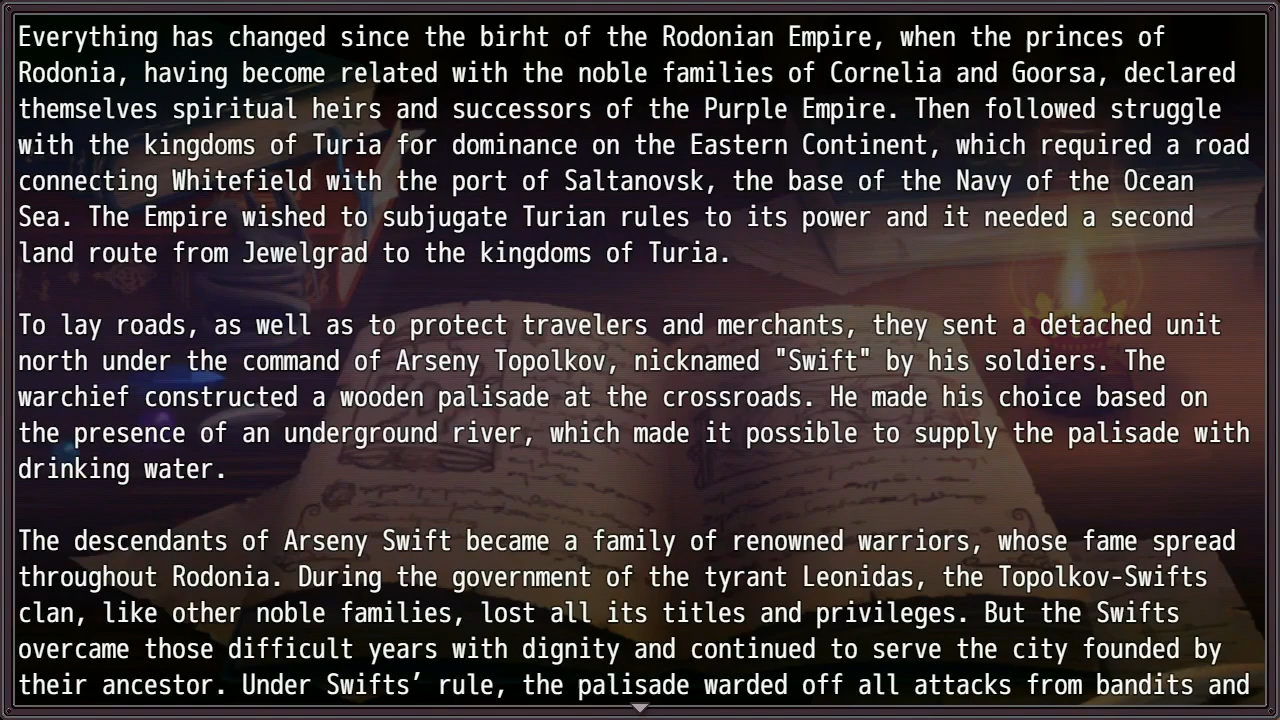 Everything has changed since the birht of the Rodonian Empire, when the princes of
Rodonia, having become related with the noble families of Cornelia and Goorsa, declared
themselves spiritual heirs and successors of the Purple Empire. Then followed struggle
with the kingdoms of Turia for dominance on the Eastern Continent, which required a road
connecting Whitefield with the port of Saltanovsk, the base of the Navy of the Ocean
Sea. The Empire wished to subjugate Turian rules to its power and it needed a second
land route from Jewelgrad to the kingdoms of Turia.
To lay roads, as well as to protect travelers and merchants, they sent a detached unit
north under the command of Arseny Topolkov, nicknamed "Swift" by his soldiers. The
warchief constructed a wooden palisade at the crossroads. He made his choice based on
the presence of an underground river, which made it possible to supply the palisade with
drinking water.
The descendants of Arseny Swift became a family of renowned warriors, whose fame spread
throughout Rodonia. During the government of the tyrant Leonidas, the Topolkov-Swifts
clan, like other noble families, lost all its titles and privileges. But the Swifts
overcame those difficult years with dignity and continued to serve the city founded by
their ancestor. Under Swifts’ rule, the palisade warded off all attacks from bandits and